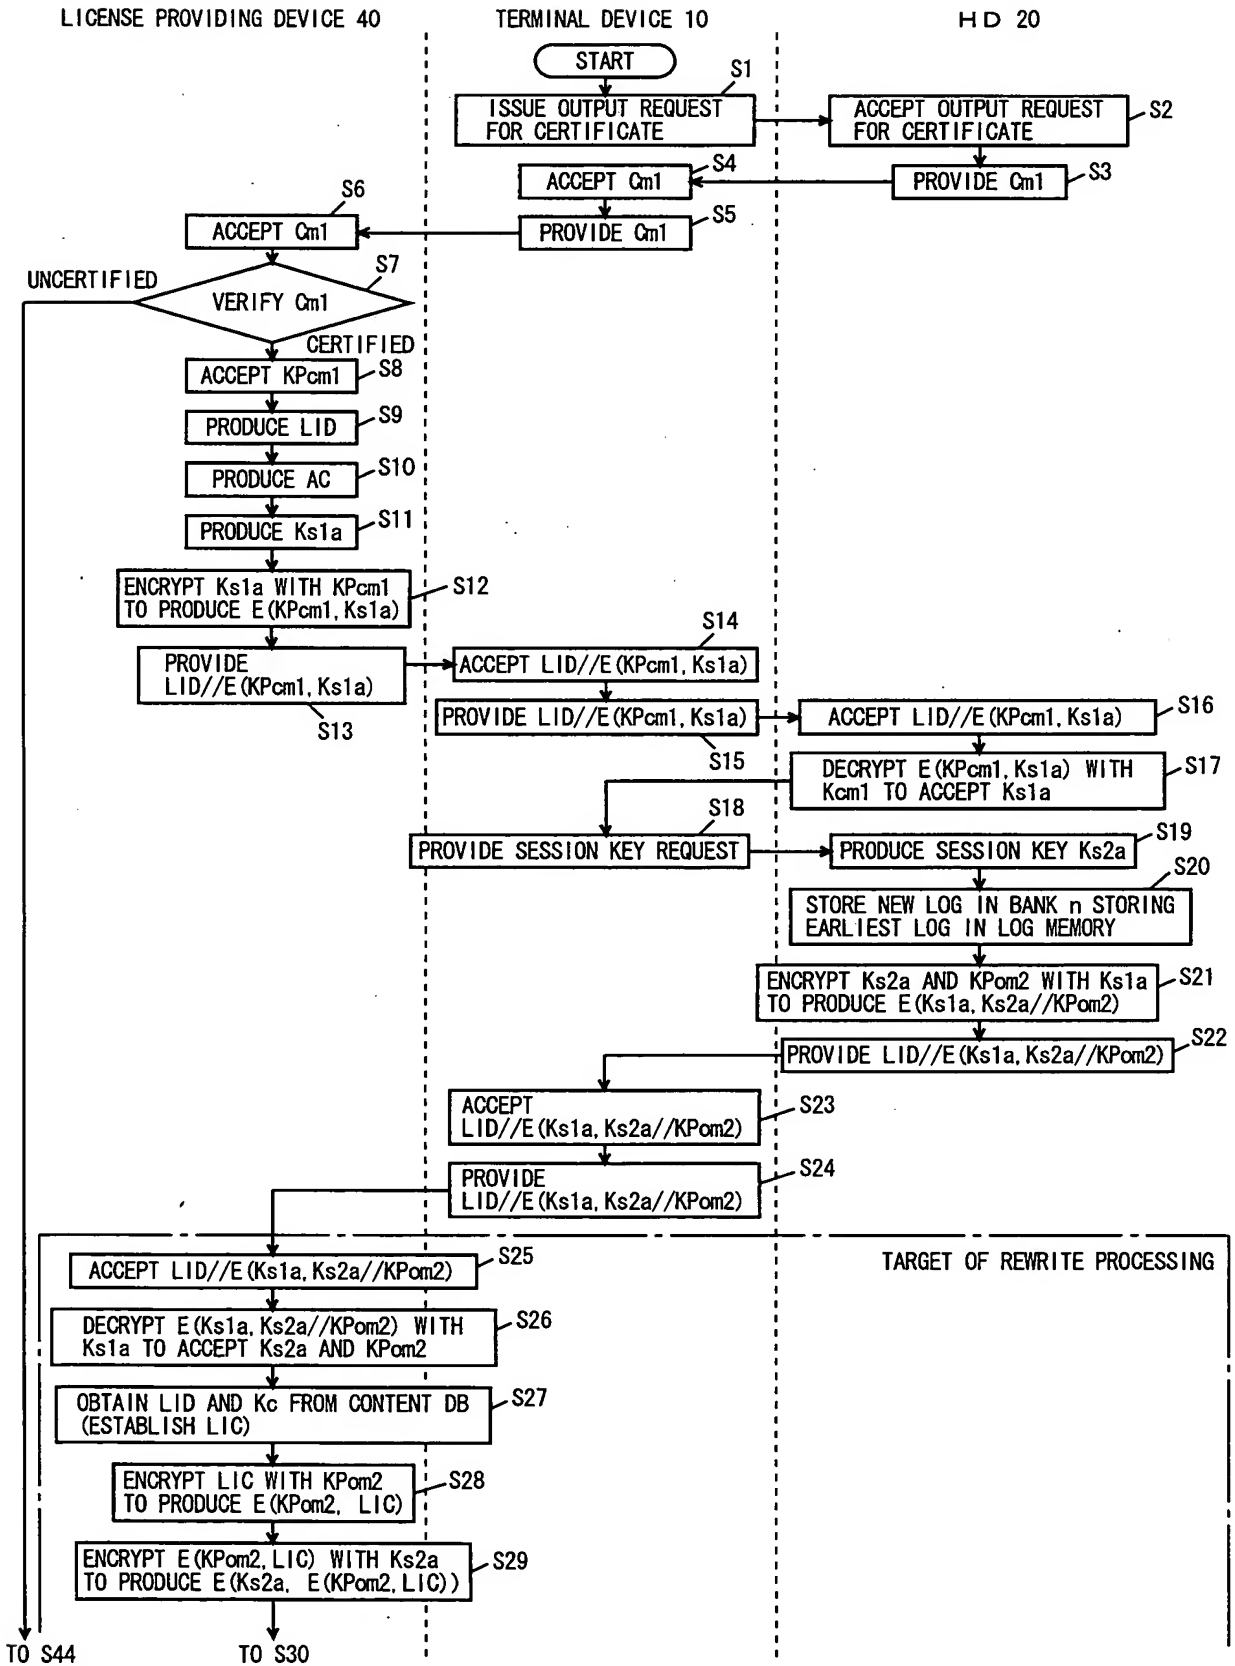 LICENSE PROVIDING DEVICE 40
TERMINAL DEVICE 10
HD 20
START
S1
ISSUE OUTPUT REQUEST
FOR CERTIFICATE
ACCEPT OUTPUT REQUEST
FOR CERTIFICATE
S2
S4
ACCEPT Cm1
PROVIDE Cm1
S3
S6
ACCEPT Cm1
S5
PROVIDE Cm1
UNCERTIFIED
S7
VERIFY Cm1
CERTIFIED
ACCEPT KPcm1
S8
PRODUCE LID
S9
PRODUCE AC
S10
PRODUCE Ks1a
S11
ENCRYPT Ks1a WITH KPcm1
TO PRODUCE E(KPcm1, Ks1a)
S12
PROVIDE
LID//E(KPcm1, Ks1a)
S13
S14
ACCEPT LID//E(KPcm1, Ks1a)
PROVIDE LID//E(KPcm1, Ks1a)
S15
ACCEPT LID//E(KPcm1, Ks1a)
S16
DECRYPT E(KPcm1, Ks1a) WITH
Kcm1 TO ACCEPT Ks1a
S17
S18
PROVIDE SESSION KEY REQUEST
PRODUCE SESSION KEY Ks2a
S19
S20
STORE NEW LOG IN BANK n STORING
EARLIEST LOG IN LOG MEMORY
ENCRYPT Ks2a AND KPom2 WITH Ks1a
TO PRODUCE E(Ks1a, Ks2a//KPom2)
S21
PROVIDE LID//E(Ks1a, Ks2a//KPom2)
S22
ACCEPT
LID//E(Ks1a, Ks2a//KPom2)
S23
PROVIDE
LID//E(Ks1a, Ks2a//KPom2)
S24
TARGET OF REWRITE PROCESSING
ACCEPT LID//E(Ks1a, Ks2a//KPom2)
S25
DECRYPT E(Ks1a, Ks2a//KPom2) WITH
Ks1a TO ACCEPT Ks2a AND KPom2
S26
OBTAIN LID AND Kc FROM CONTENT DB
(ESTABLISH LIC)
S27
ENCRYPT LIC WITH KPom2
TO PRODUCE E(KPom2, LIC)
S28
ENCRYPT E(KPom2, LIC) WITH Ks2a
TO PRODUCE E(Ks2a, E(KPom2, LIC))
S29
TO S44
TO S30